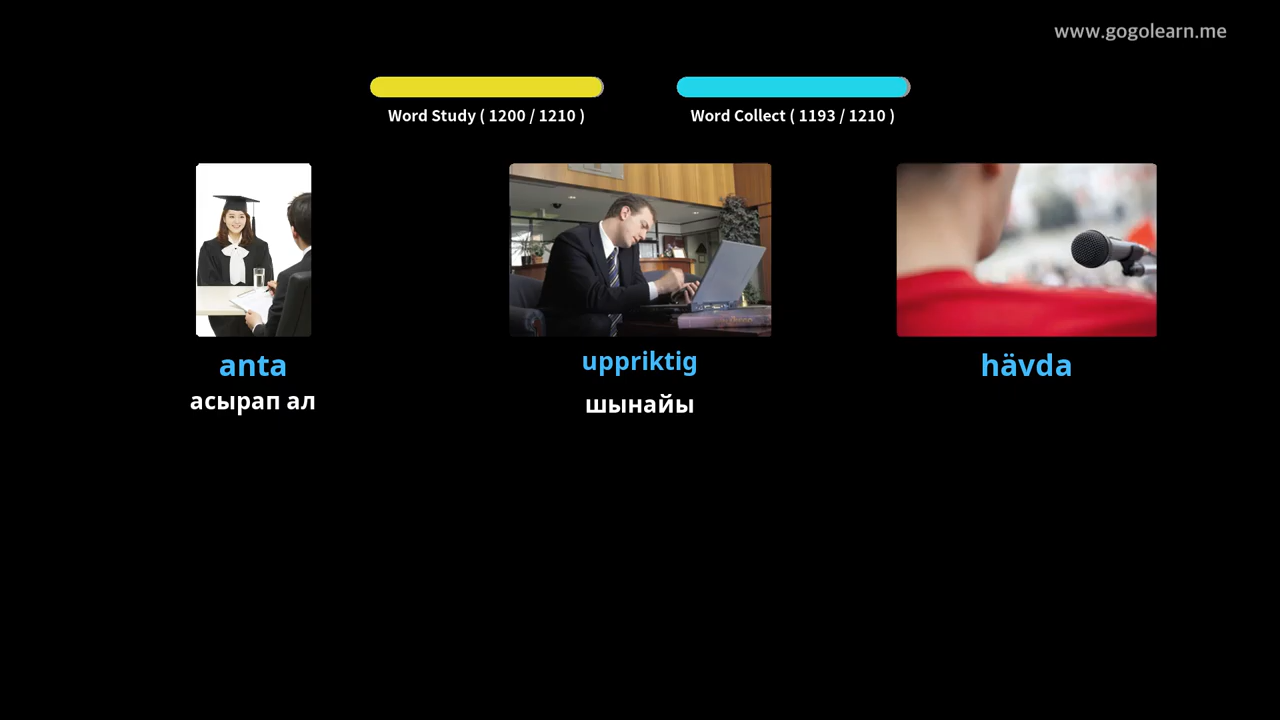 www.gogolearn.me
Word Study ( 1200 / 1210 )
Word Collect ( 1193 / 1210 )
anta
асырап ал
uppriktig
шынайы
hävda